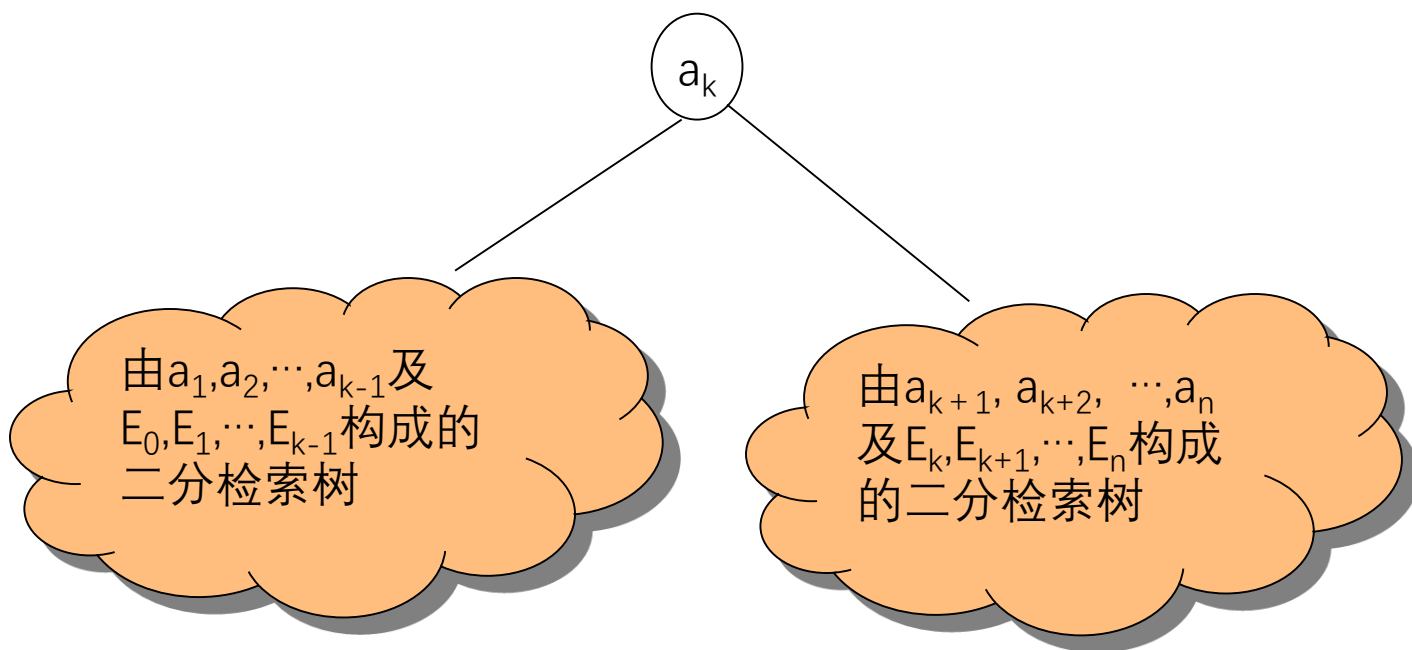 aₖ
由a₁,a₂,⋯,aₖ₋₁及
E₀,E₁,⋯,Eₖ₋₁构成的
二分检索树
由aₖ₊₁, aₖ₊₂, ⋯,aₙ
及Eₖ,Eₖ₊₁,⋯,Eₙ构成
的二分检索树